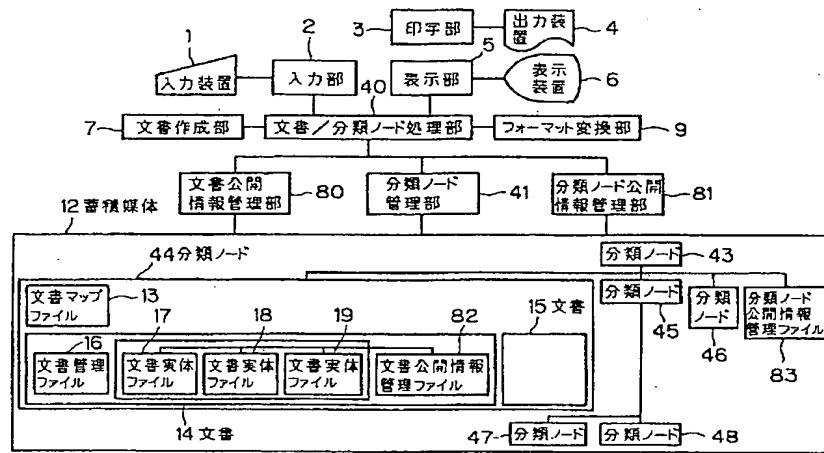 3 印字部
出力装置 4
1
入力装置
2
入力部
5
表示部
表示装置 6
40
7 文書作成部
文書／分類ノード処理部
フォーマット変換部 9
文書公開
情報管理部 80
分類ノード
管理部 41
分類ノード公開
情報管理部 81
12 蓄積媒体
44 分類ノード
分類ノード 43
文書マップ
ファイル 13
分類ノード 45
分類
ノード 46
分類ノード
公開情報
管理ファイル
83
16
文書管理
ファイル
17
文書実体
ファイル
18
文書実体
ファイル
19
文書実体
ファイル
82
文書公開情報
管理ファイル
15 文書
14 文書
47 分類ノード
分類ノード 48